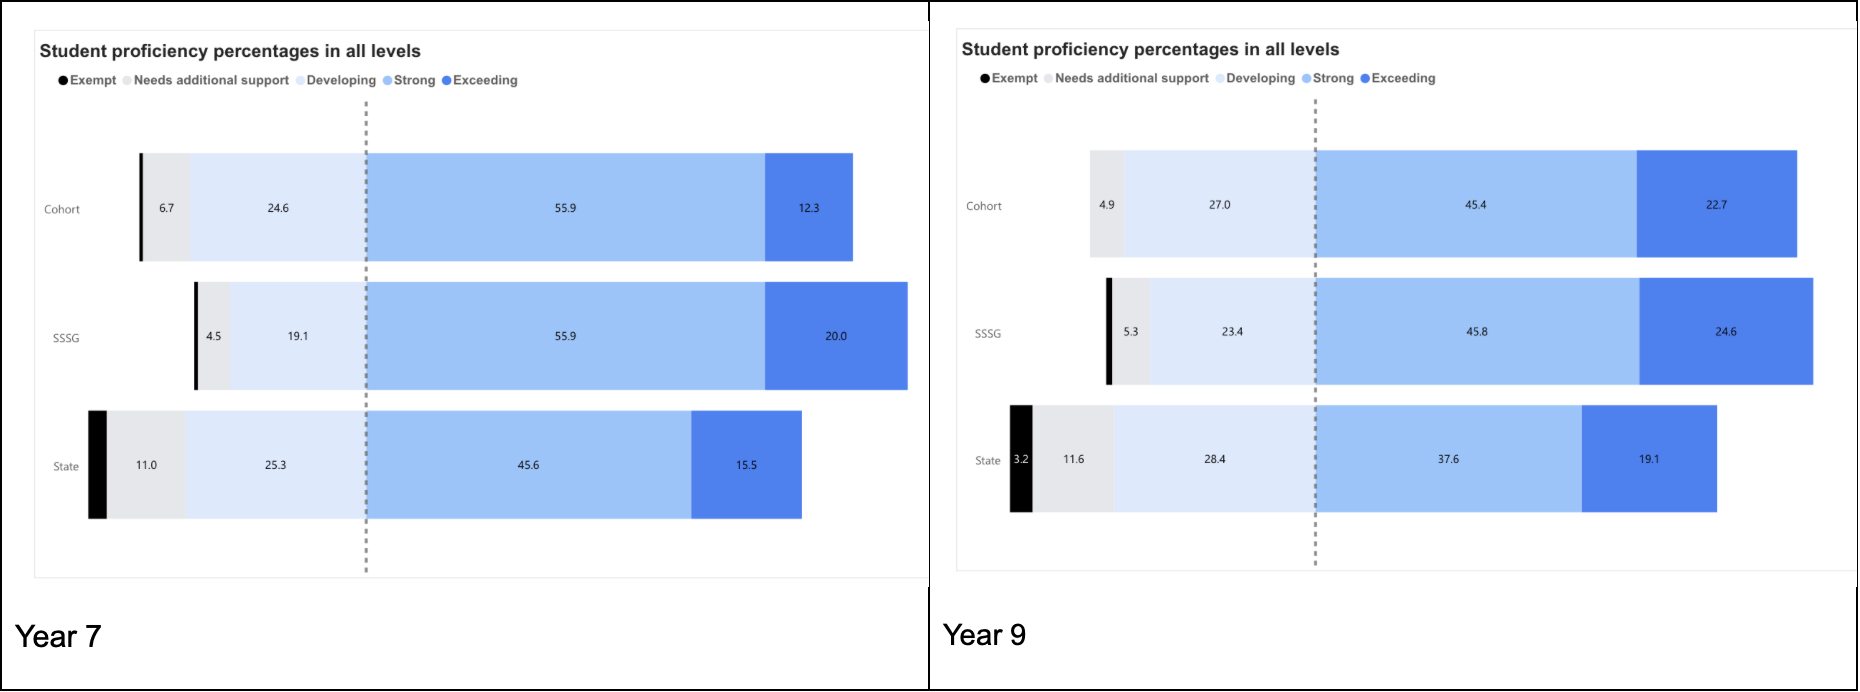 Student proficiency percentages in all levels
Exempt Needs additional support Developing Strong Exceeding
Cohort 6.7 24.6 55.9 12.3
SSSG 4.5 19.1 55.9 20.0
State 11.0 25.3 45.6 15.5
Year 7
Student proficiency percentages in all levels
Exempt Needs additional support Developing Strong Exceeding
Cohort 4.9 27.0 45.4 22.7
SSSG 5.3 23.4 45.8 24.6
State 3.2 11.6 28.4 37.6 19.1
Year 9